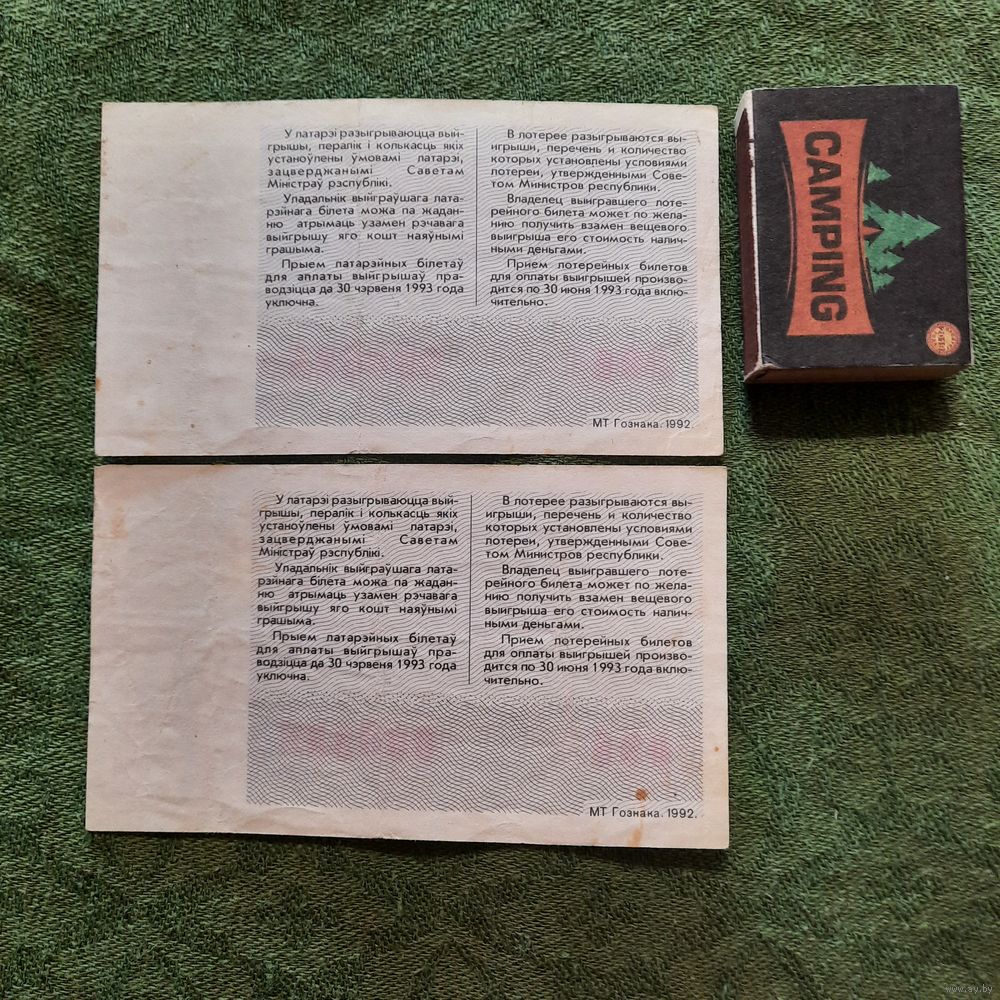 У латарэі разыгрываюцца вый-
грышы, пералік і колькасць якіх
устаноўлены ўмовамі латарэі,
зацверджанымі Саветам
Міністраў рэспублікі.
Уладальнік выйграўшага лата-
рэйнага білета можа па жадан-
ню атрымаць узамен рэчавага
выйгрышу яго кошт наяўнымі
грашыма.
Прыем латарэйных білетаў
для аплаты выйгрышаў пра-
водзіцца да 30 чэрвеня 1993 года
уключна.
В лотерее разыгрываются вы-
игрыши, перечень и количество
которых установлены условиями
лотереи, утвержденными Сове-
том Министров республики.
Владелец выигравшего лоте-
рейного билета может по жела-
нию получить взамен вещевого
выигрыша его стоимость налич-
ными деньгами.
Прием лотерейных билетов
для оплаты выигрышей произво-
дится по 30 июня 1993 года вклю-
чительно.
МТ Гознака. 1992.
CAMPING
У латарэі разыгрываюцца вый-
грышы, пералік і колькасць якіх
устаноўлены ўмовамі латарэі,
зацверджанымі Саветам
Міністраў рэспублікі.
Уладальнік выйграўшага лата-
рэйнага білета можа па жадан-
ню атрымаць узамен рэчавага
выйгрышу яго кошт наяўнымі
грашыма.
Прыем латарэйных білетаў
для аплаты выйгрышаў пра-
водзіцца да 30 чэрвеня 1993 года
уключна.
В лотерее разыгрываются вы-
игрыши, перечень и количество
которых установлены условиями
лотереи, утвержденными Сове-
том Министров республики.
Владелец выигравшего лоте-
рейного билета может по жела-
нию получить взамен вещевого
выигрыша его стоимость налич-
ными деньгами.
Прием лотерейных билетов
для оплаты выигрышей произво-
дится по 30 июня 1993 года вклю-
чительно.
МТ Гознака. 1992.
www.ay.by